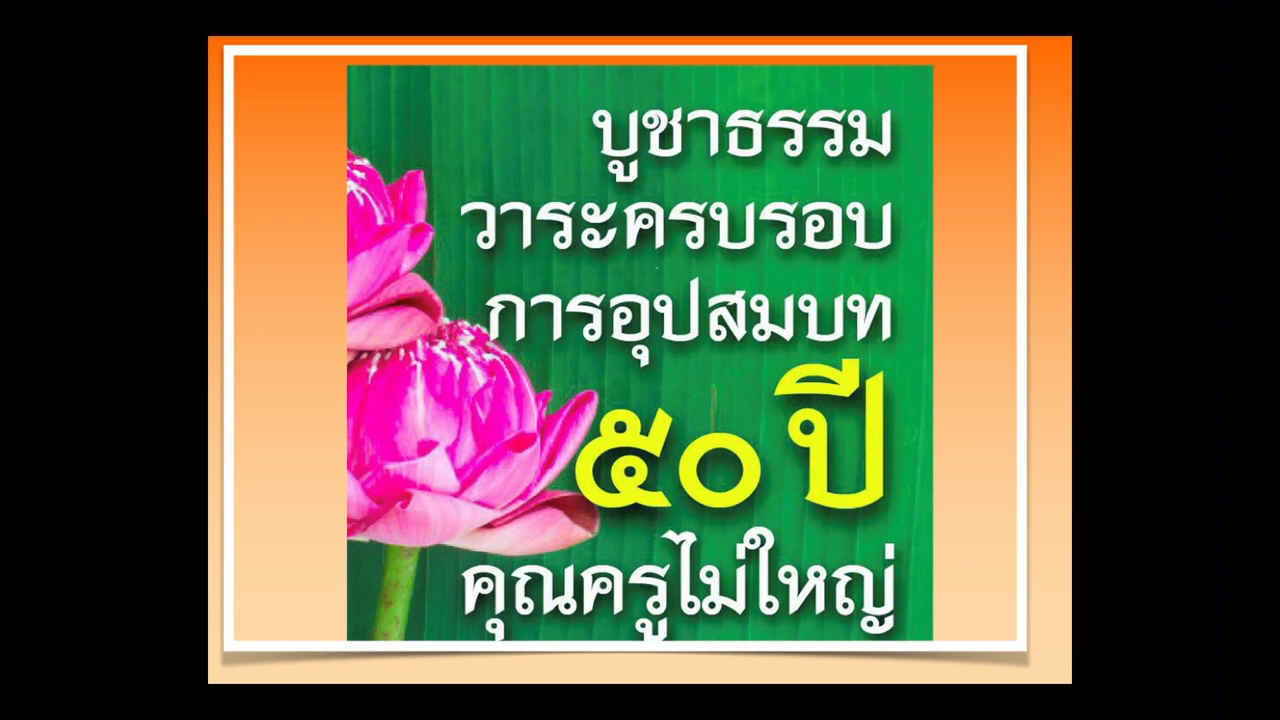 บูชาธรรม
วาระครบรอบ
การอุปสมบท
๕๐ ปี
คุณครูไม่ใหญ่